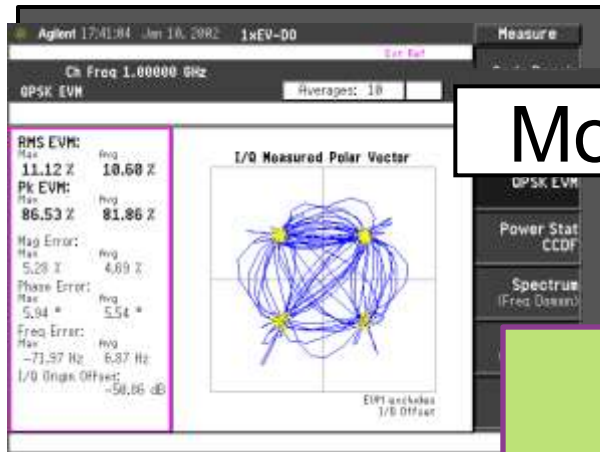 Agilent 17:41:04 Jan 10, 2002 1xEV-DO
Measure
Ext Ref
Ch Freq 1.00000 GHz
QPSK EVM
Averages: 10
Mo
RMS EVM:
Max Avg
11.12 % 10.60 %
Pk EVM:
Max Avg
86.53 % 81.86 %
Mag Error:
Max Avg
5.28 % 4.69 %
Phase Error:
Max Avg
5.94 ° 5.54 °
Freq Error:
Max Avg
-71.97 Hz 6.87 Hz
I/Q Origin Offset:
-50.06 dB
I/Q Measured Polar Vector
EVM excludes
I/Q Offset
QPSK EVM
Power Stat
CCDF
Spectrum
(Freq Domain)